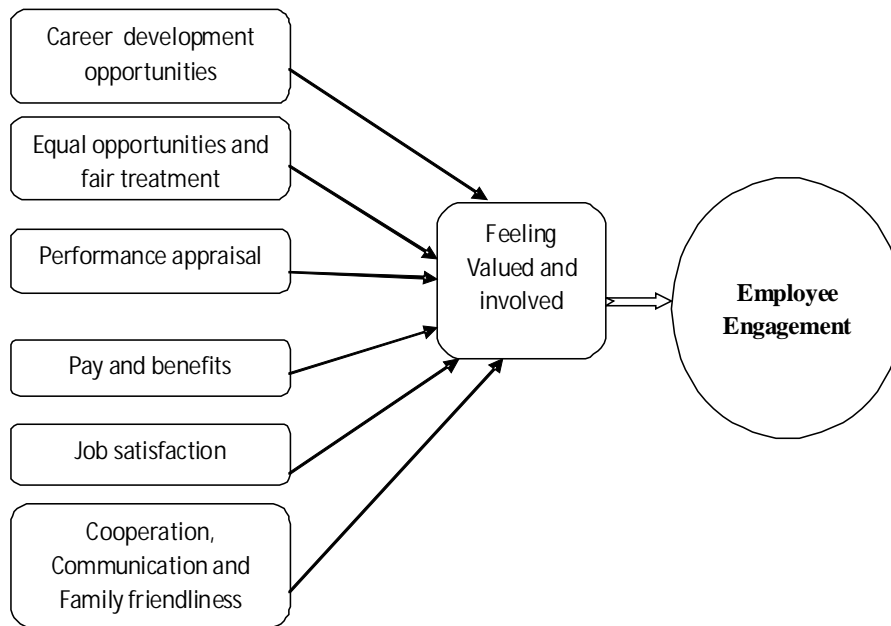 Career development
opportunities
Equal opportunities and
fair treatment
Performance appraisal
Pay and benefits
Job satisfaction
Cooperation,
Communication and
Family friendliness
Feeling
Valued and
involved
Employee
Engagement